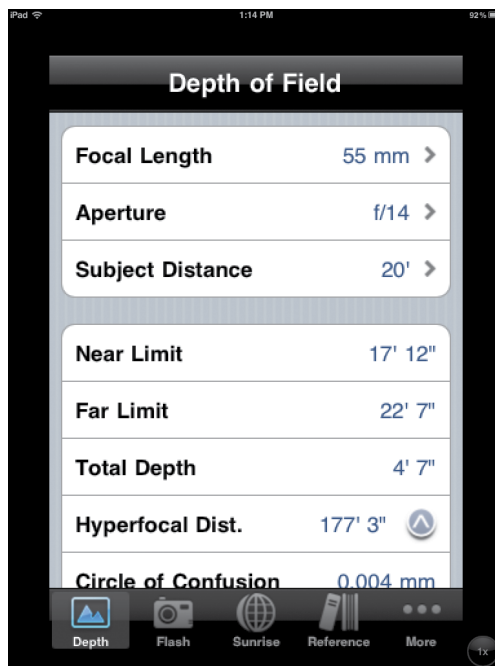 iPad 1:14 PM 92%
Depth of Field
Focal Length 55 mm
Aperture f/14
Subject Distance 20'
Near Limit 17' 12"
Far Limit 22' 7"
Total Depth 4' 7"
Hyperfocal Dist. 177' 3"
Circle of Confusion 0.004 mm
Depth Flash Sunrise Reference More
1x